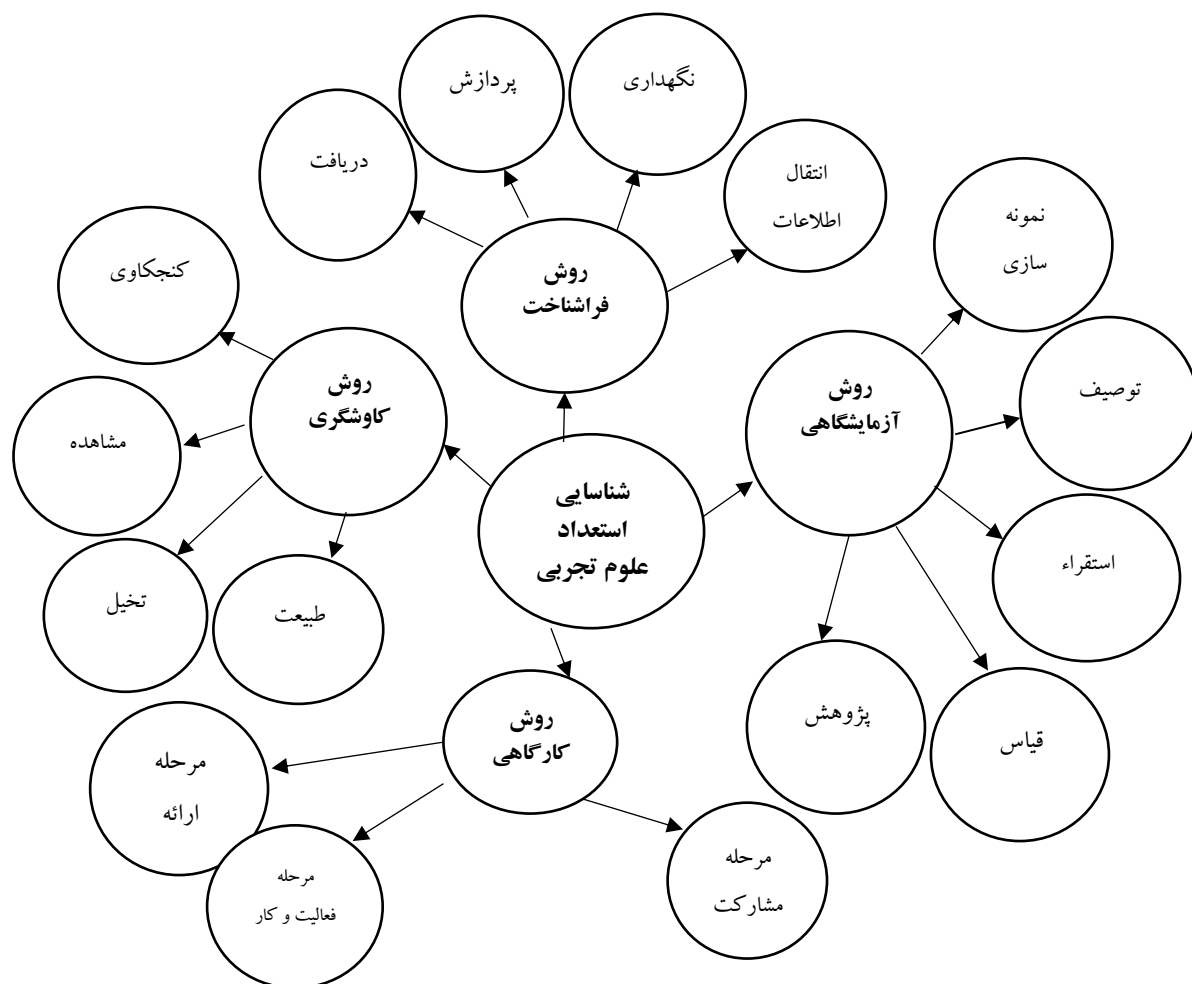 پردازش
نگهداری
دریافت
انتقال
اطلاعات
نمونه
سازی
کنجکاوی
روش
فراشناخت
روش
کاوشگری
روش
آزمایشگاهی
توصیف
مشاهده
شناسایی
استعداد
علوم تجربی
استقراء
تخیل
طبیعت
روش
کارگاهی
پژوهش
قیاس
مرحله
ارائه
مرحله
فعالیت و کار
مرحله
مشارکت